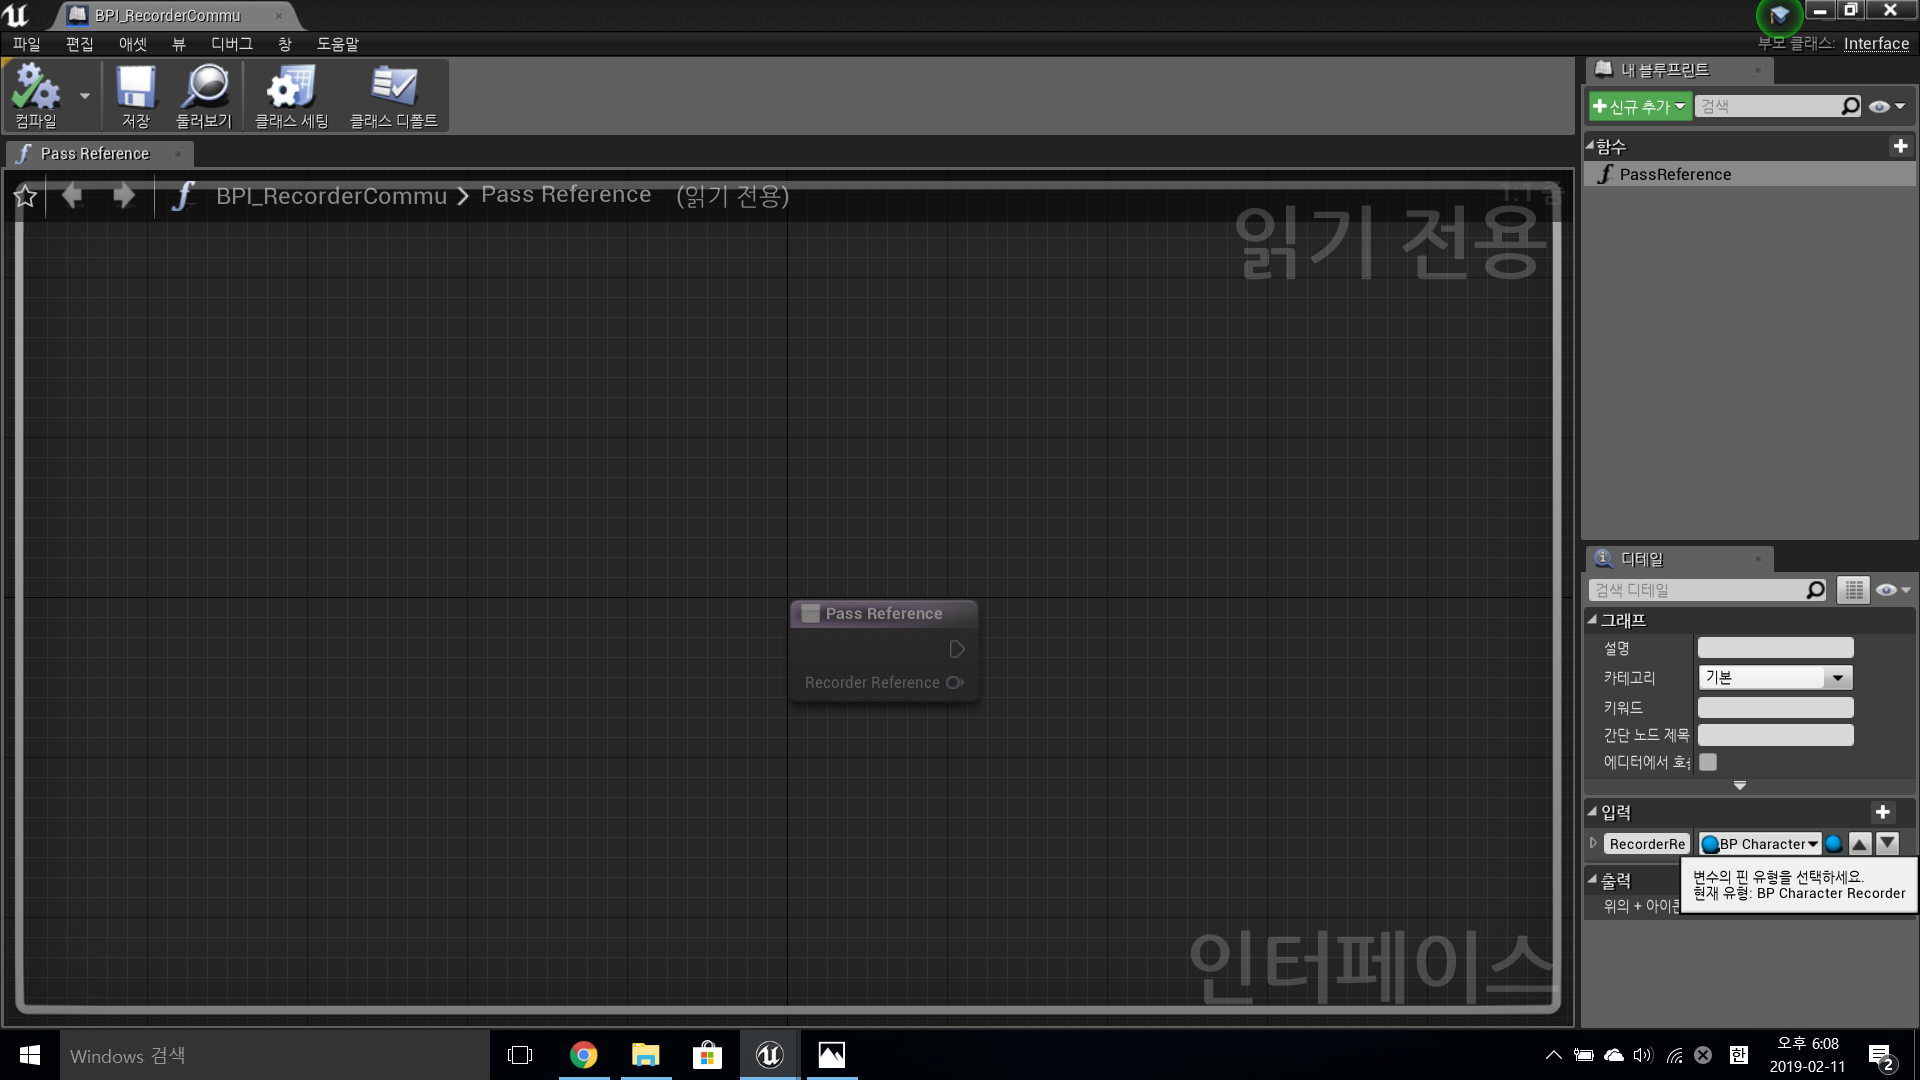 BPI_RecorderCommu
파일 편집 애셋 뷰 디버그 창 도움말
부모 클래스: Interface
컴파일 저장 둘러보기 클래스 세팅 클래스 디폴트
내 블루프린트
신규 추가 검색
Pass Reference
함수
PassReference
BPI_RecorderCommu > Pass Reference (읽기 전용)
1:1 줌
읽기 전용
Pass Reference
Recorder Reference
인터페이스
디테일
검색 디테일
그래프
설명
카테고리 기본
키워드
간단 노드 제목
에디터에서 호출
입력
RecorderRe BP Character
출력
위의 + 아이콘
변수의 핀 유형을 선택하세요.
현재 유형: BP Character Recorder
Windows 검색
한
오후 6:08
2019-02-11
2